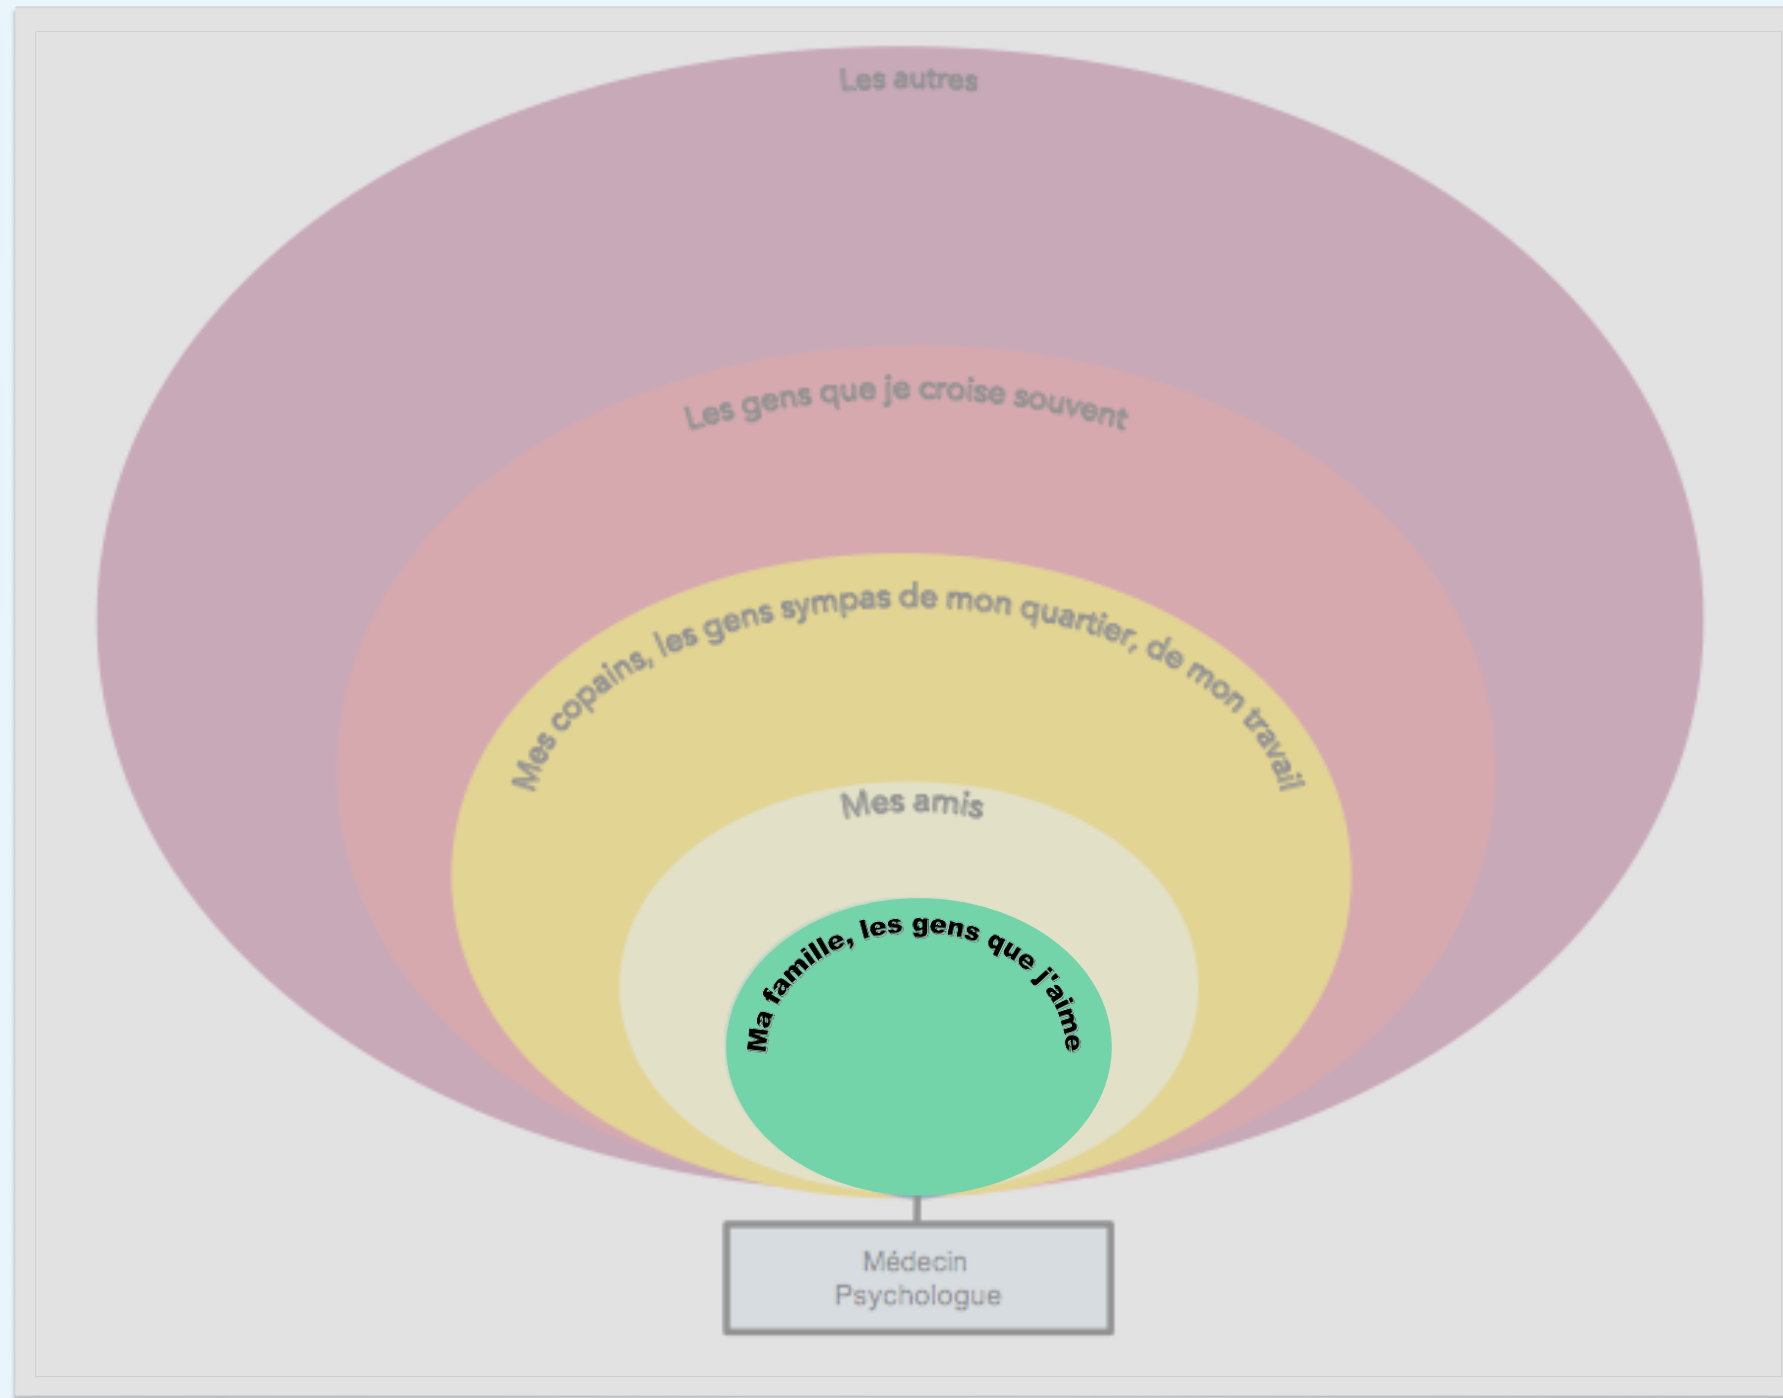 Les autres
Les gens que je croise souvent
Mes copains, les gens sympas de mon quartier, de mon travail
Mes amis
Ma famille, les gens que j'aime
Médecin
Psychologue